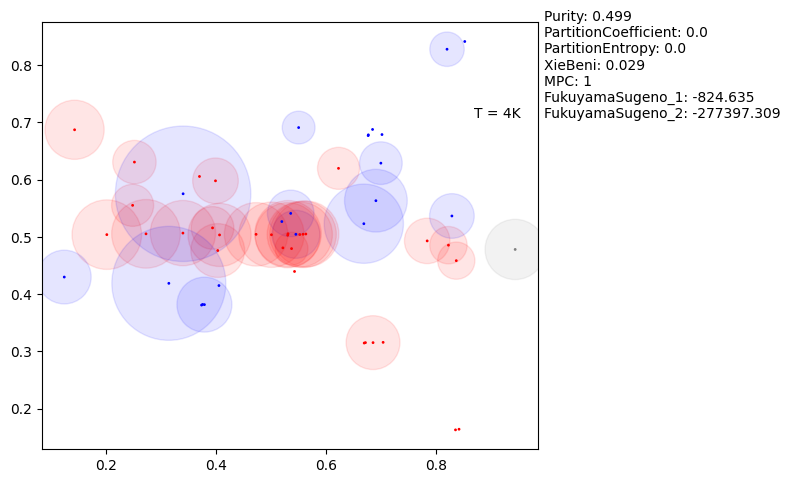 Purity: 0.499
PartitionCoefficient: 0.0
PartitionEntropy: 0.0
XieBeni: 0.029
MPC: 1
FukuyamaSugeno_1: -824.635
FukuyamaSugeno_2: -277397.309
T = 4K
0.8
0.7
0.6
0.5
0.4
0.3
0.2
0.2
0.4
0.6
0.8